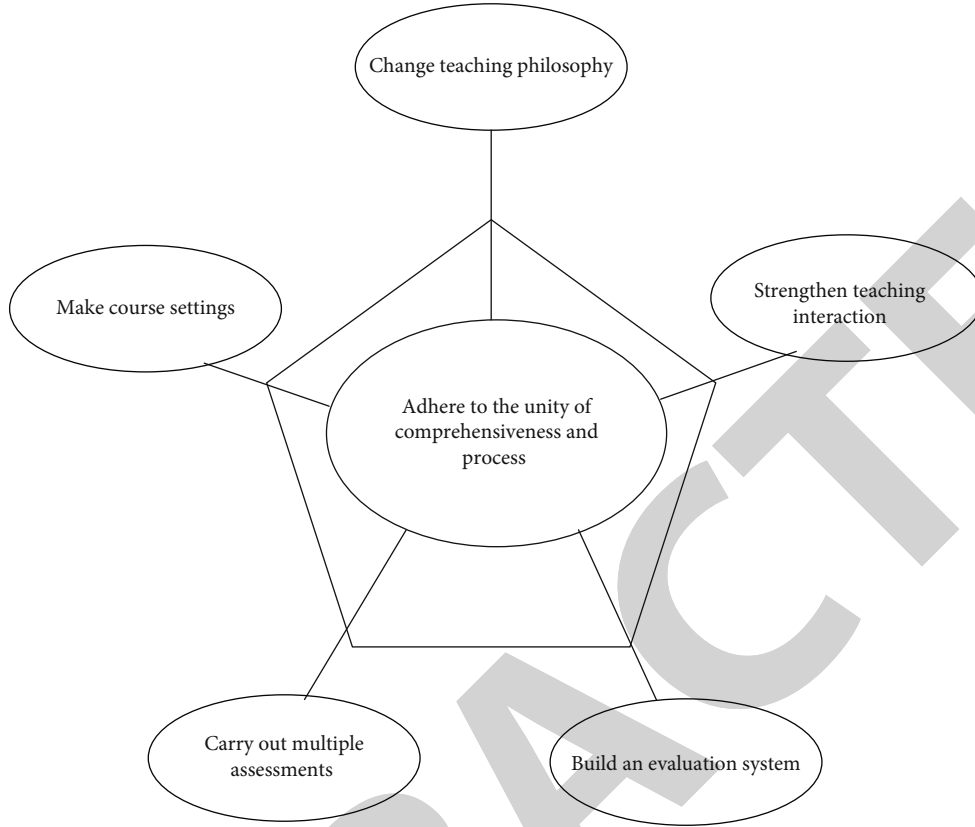 Change teaching philosophy
Make course settings
Strengthen teaching
interaction
Adhere to the unity of
comprehensiveness and
process
Carry out multiple
assessments
Build an evaluation system